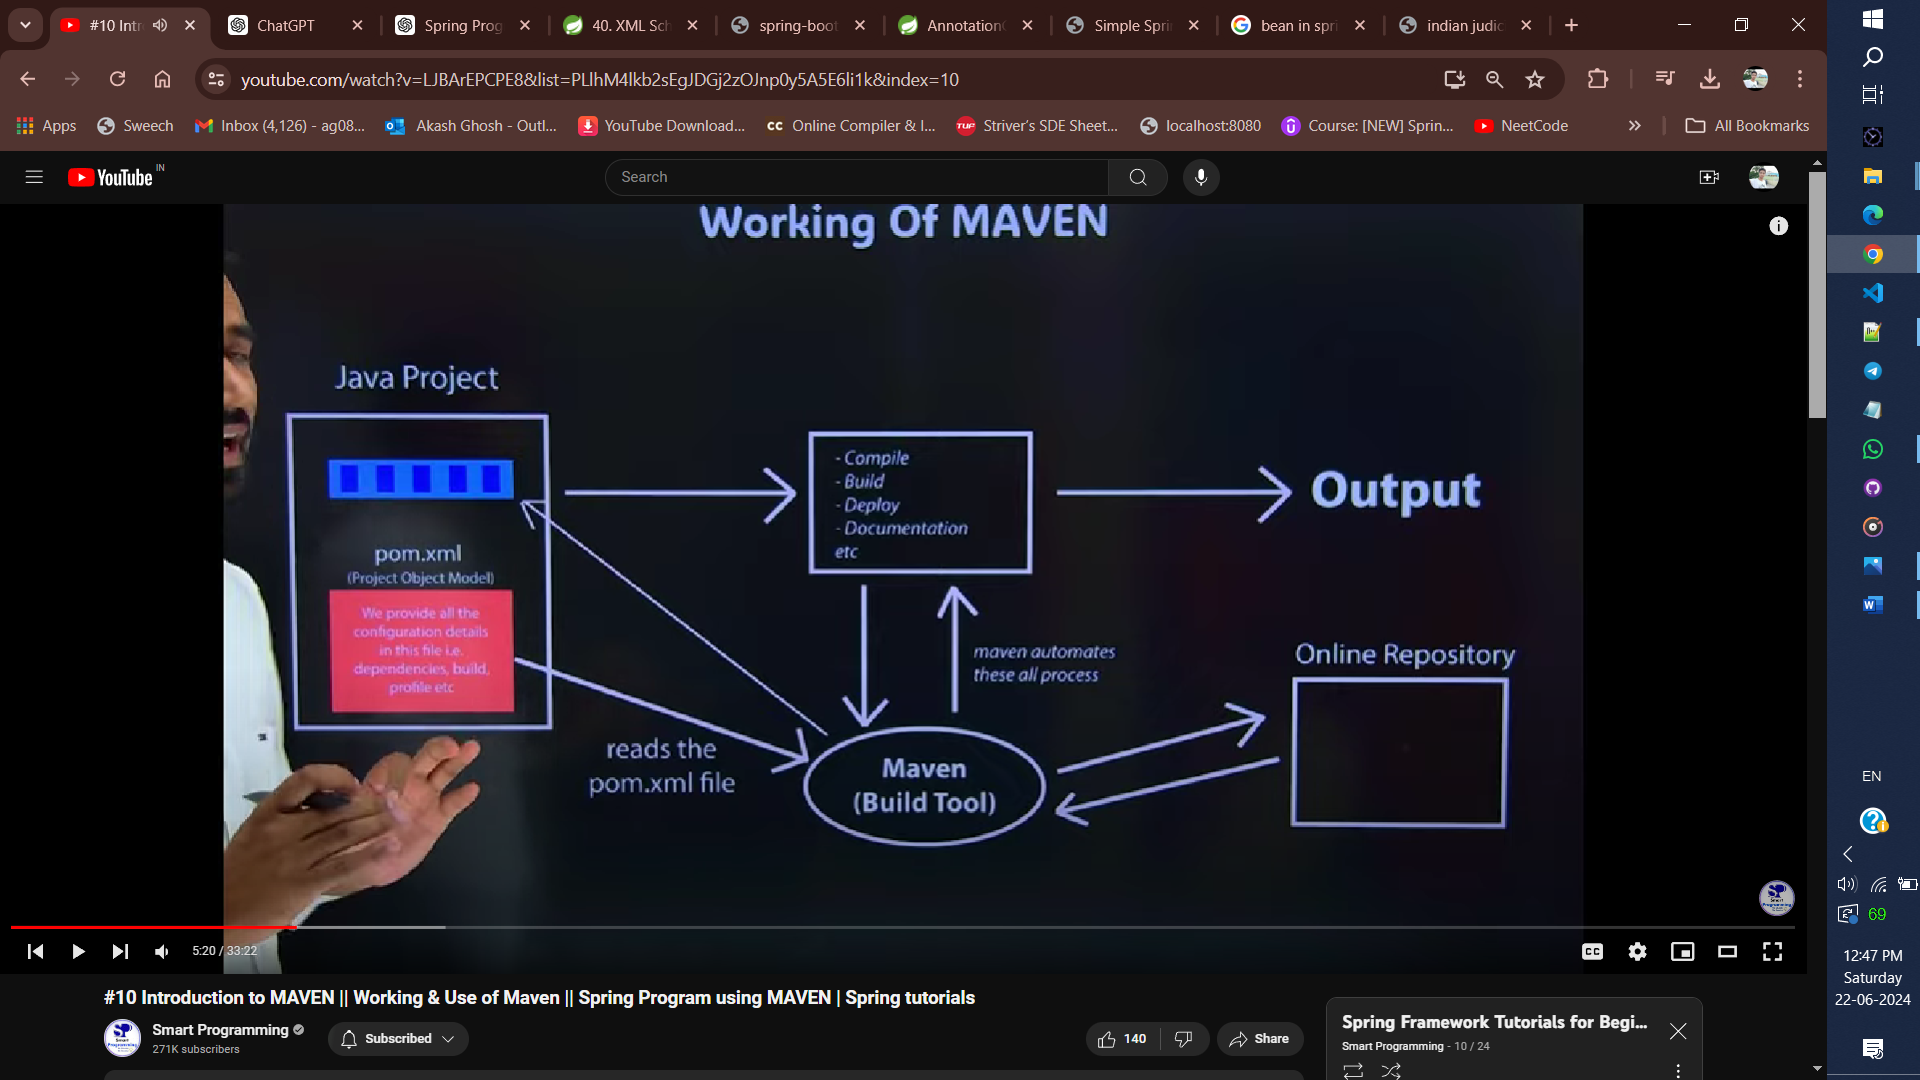 #10 Intr
ChatGPT
Spring Prog
40. XML Sch
spring-boot
Annotation
Simple Spri
bean in spri
indian judic
youtube.com/watch?v=LJBArEPCPE8&list=PLlhM4lkb2sEgJDGj2zOJnp0y5A5E6li1k&index=10
Apps
Sweech
Inbox (4,126) - ag08...
Akash Ghosh - Outl...
YouTube Download...
CC Online Compiler & I...
TUF Striver's SDE Sheet...
localhost:8080
Course: [NEW] Sprin...
NeetCode
All Bookmarks
YouTube IN
Search
Working Of MAVEN
Java Project
pom.xml
(Project Object Model)
We provide all the
configuration details
in this file i.e.
dependencies, build,
profile etc
- Compile
- Build
- Deploy
- Documentation
etc
Output
maven automates
these all process
reads the
pom.xml file
Maven
(Build Tool)
Online Repository
5:20 / 33:22
CC
#10 Introduction to MAVEN || Working & Use of Maven || Spring Program using MAVEN | Spring tutorials
Smart Programming
271K subscribers
Subscribed
140
Share
Spring Framework Tutorials for Begi...
Smart Programming - 10 / 24
EN
69
12:47 PM
Saturday
22-06-2024